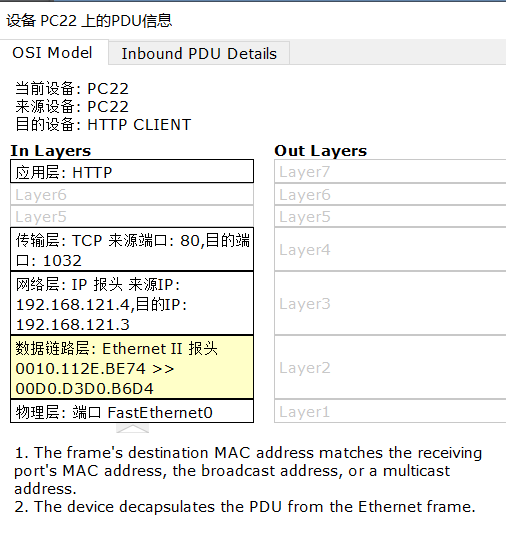 设备 PC22 上的PDU信息
OSI Model
Inbound PDU Details
当前设备: PC22
来源设备: PC22
目的设备: HTTP CLIENT
In Layers
应用层: HTTP
Layer6
Layer5
传输层: TCP 来源端口: 80,目的端
口: 1032
网络层: IP 报头 来源IP:
192.168.121.4,目的IP:
192.168.121.3
数据链路层: Ethernet II 报头
0010.112E.BE74 >>
00D0.D3D0.B6D4
物理层: 端口 FastEthernet0
Out Layers
Layer7
Layer6
Layer5
Layer4
Layer3
Layer2
Layer1
1. The frame's destination MAC address matches the receiving
port's MAC address, the broadcast address, or a multicast
address.
2. The device decapsulates the PDU from the Ethernet frame.